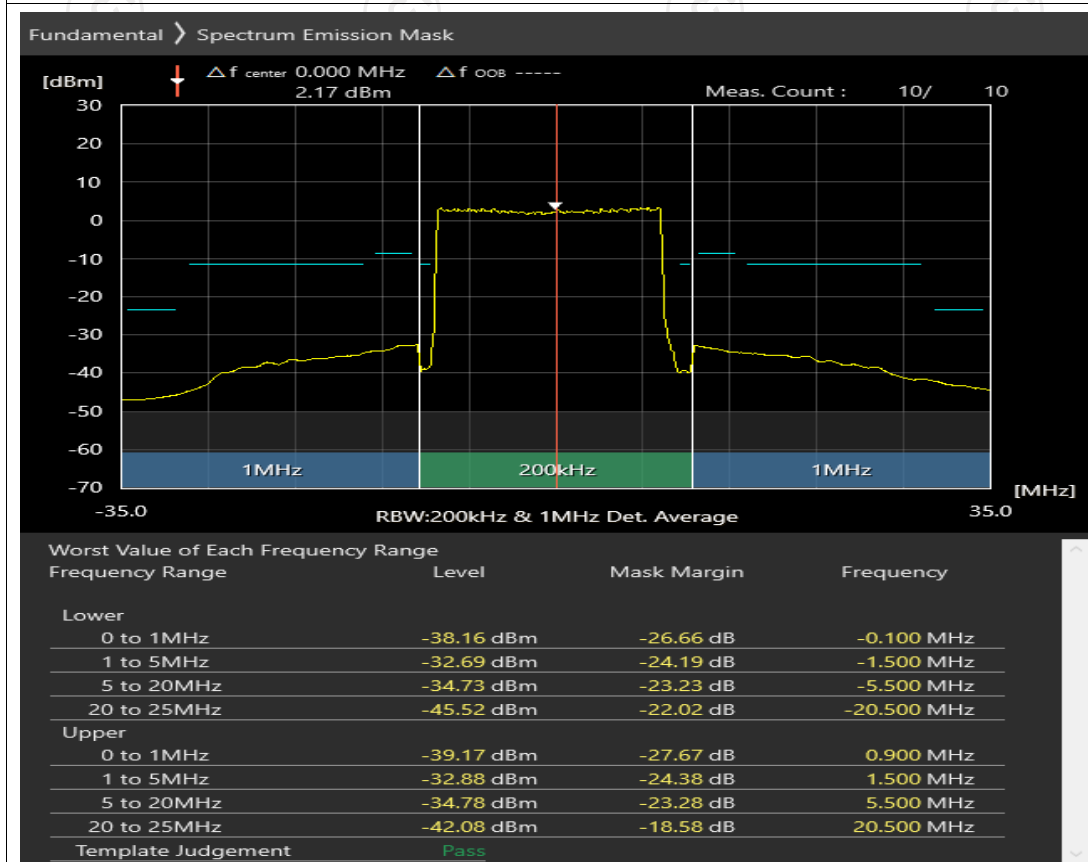 Fundamental 〉 Spectrum Emission Mask
△f center 0.000 MHz △f OOB -----
[dBm] 2.17 dBm Meas. Count : 10/ 10
30
20
10
0
-10
-20
-30
-40
-50
-60
1MHz 200kHz 1MHz
-70
[MHz]
-35.0 RBW:200kHz & 1MHz Det. Average 35.0
Worst Value of Each Frequency Range
Frequency Range Level Mask Margin Frequency
Lower
0 to 1MHz -38.16 dBm -26.66 dB -0.100 MHz
1 to 5MHz -32.69 dBm -24.19 dB -1.500 MHz
5 to 20MHz -34.73 dBm -23.23 dB -5.500 MHz
20 to 25MHz -45.52 dBm -22.02 dB -20.500 MHz
Upper
0 to 1MHz -39.17 dBm -27.67 dB 0.900 MHz
1 to 5MHz -32.88 dBm -24.38 dB 1.500 MHz
5 to 20MHz -34.78 dBm -23.28 dB 5.500 MHz
20 to 25MHz -42.08 dBm -18.58 dB 20.500 MHz
Template Judgement Pass